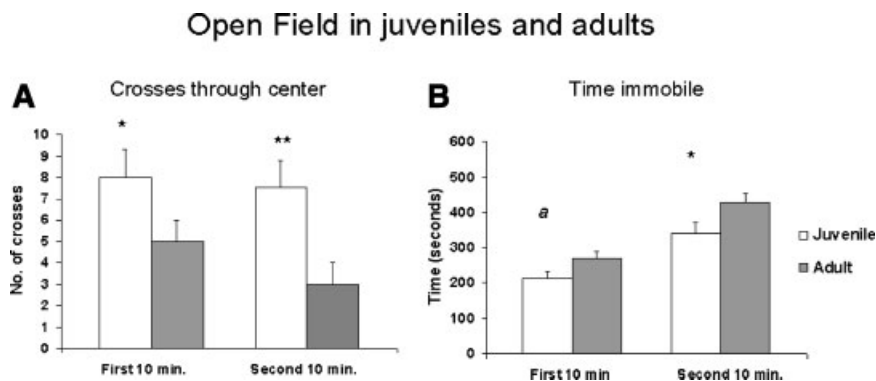 Open Field in juveniles and adults
A
Crosses through center
*
**
10
9
8
7
6
5
4
3
2
1
0
No. of crosses
First 10 min.
Second 10 min.
B
Time immobile
600
500
400
300
200
100
0
Time (seconds)
a
*
First 10 min
Second 10 min.
Juvenile
Adult